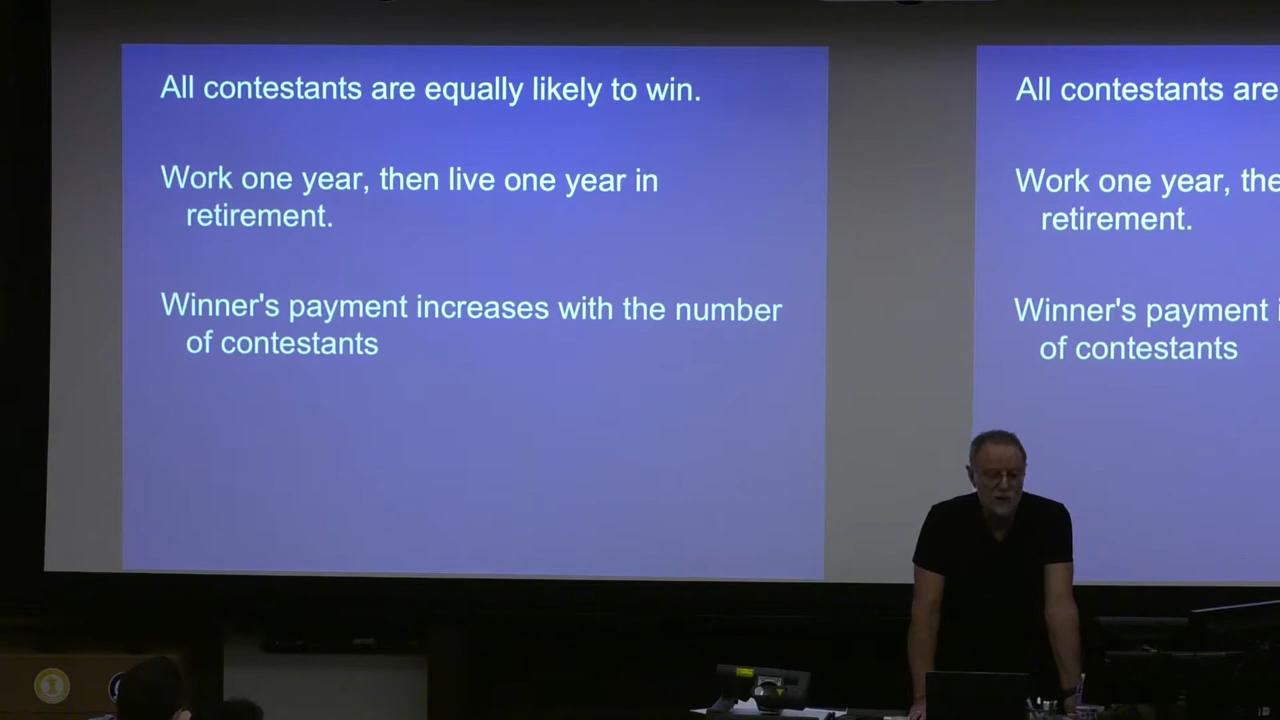 All contestants are equally likely to win.
Work one year, then live one year in
retirement.
Winner's payment increases with the number
of contestants
All contestants are
Work one year, the
retirement.
Winner's payment
of contestants